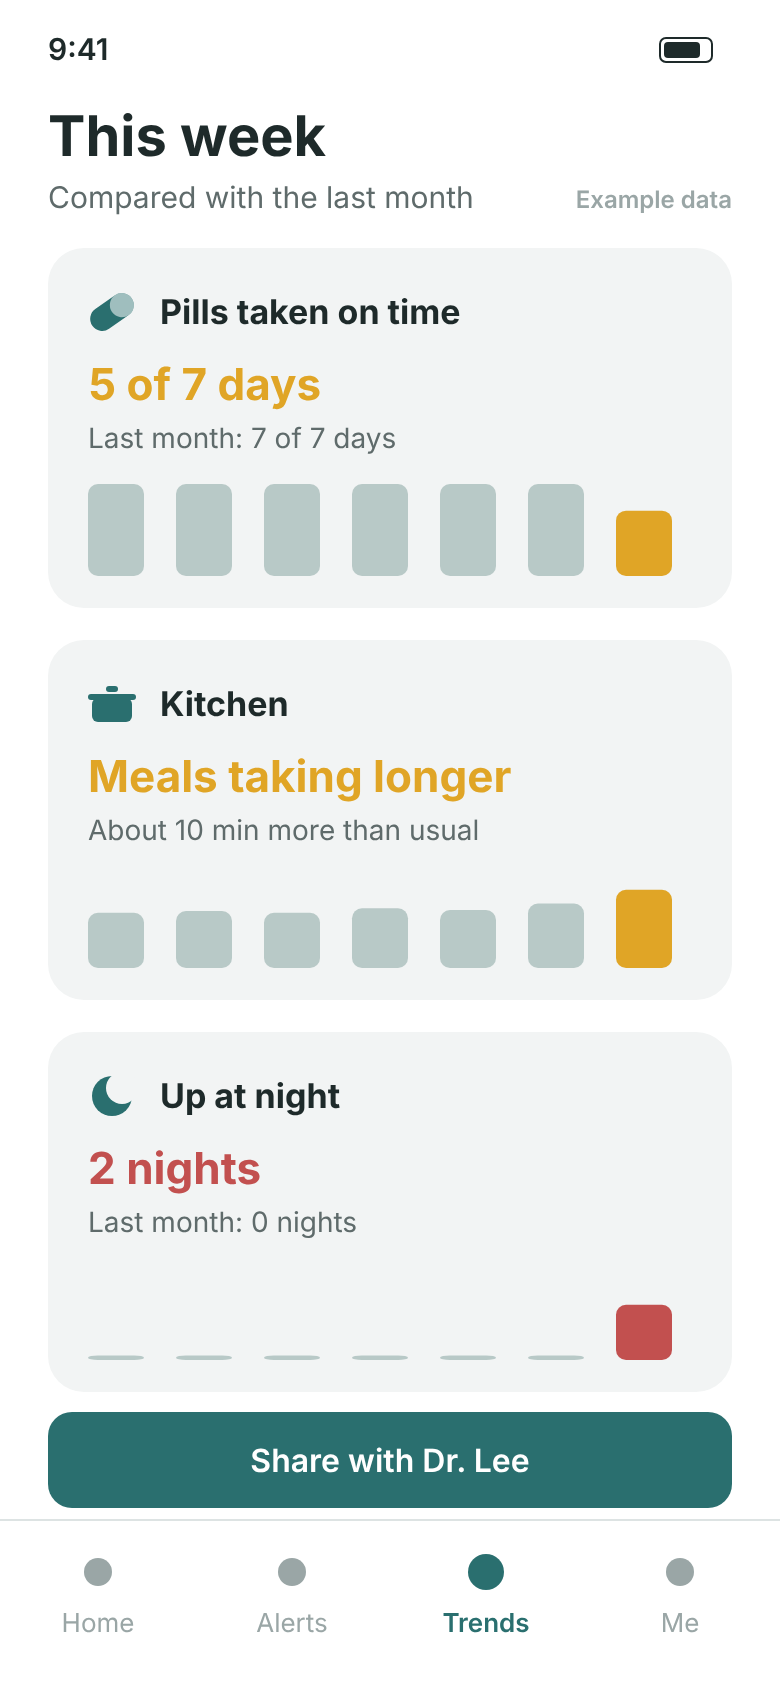 9:41
This week
Compared with the last month
Example data
Pills taken on time
5 of 7 days
Last month: 7 of 7 days
Kitchen
Meals taking longer
About 10 min more than usual
Up at night
2 nights
Last month: 0 nights
Share with Dr. Lee
Home
Alerts
Trends
Me